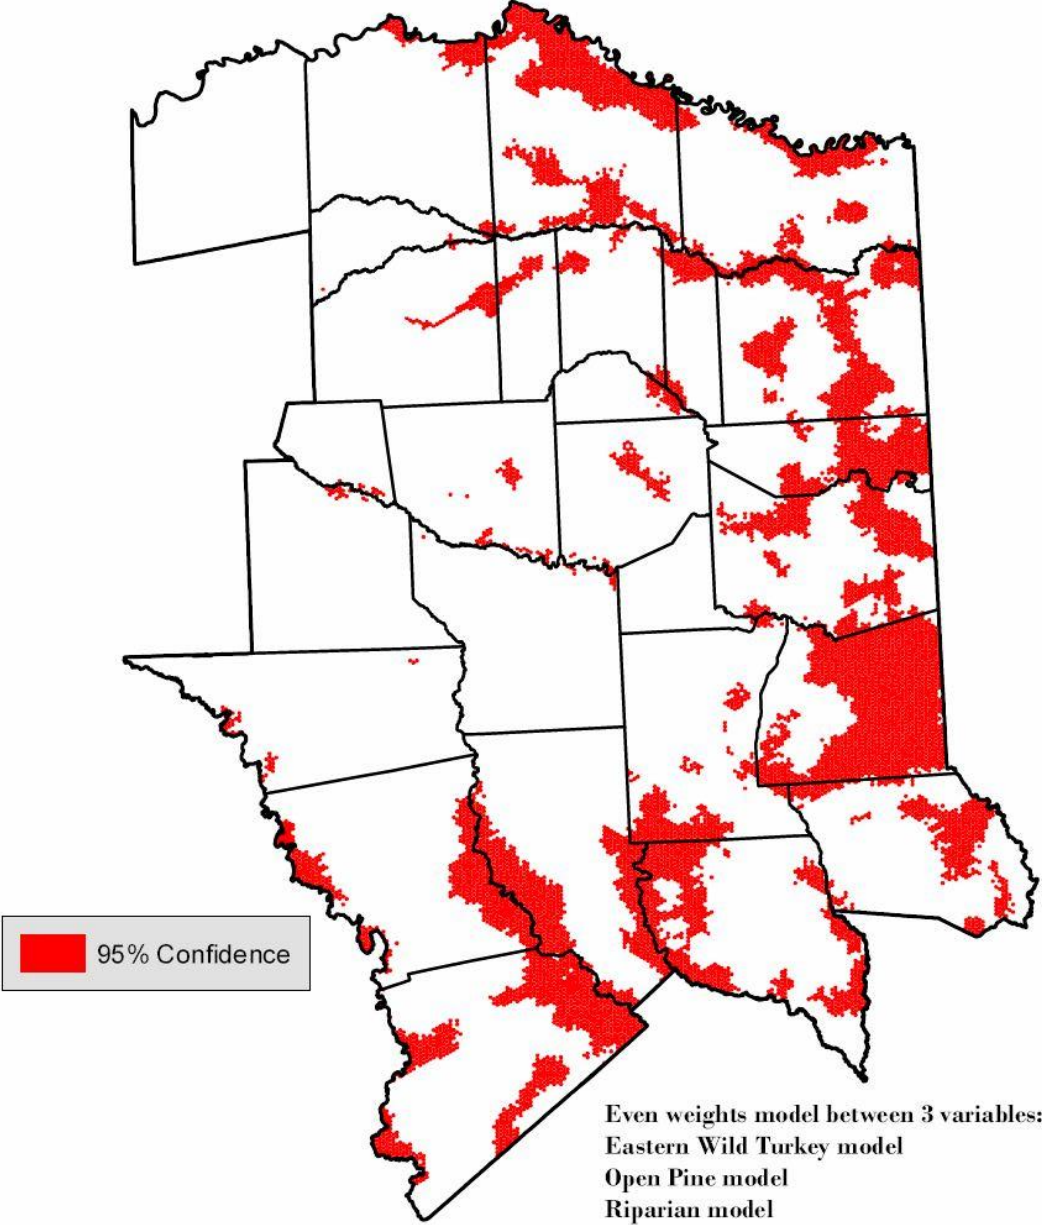 95% Confidence
Even weights model between 3 variables:
Eastern Wild Turkey model
Open Pine model
Riparian model